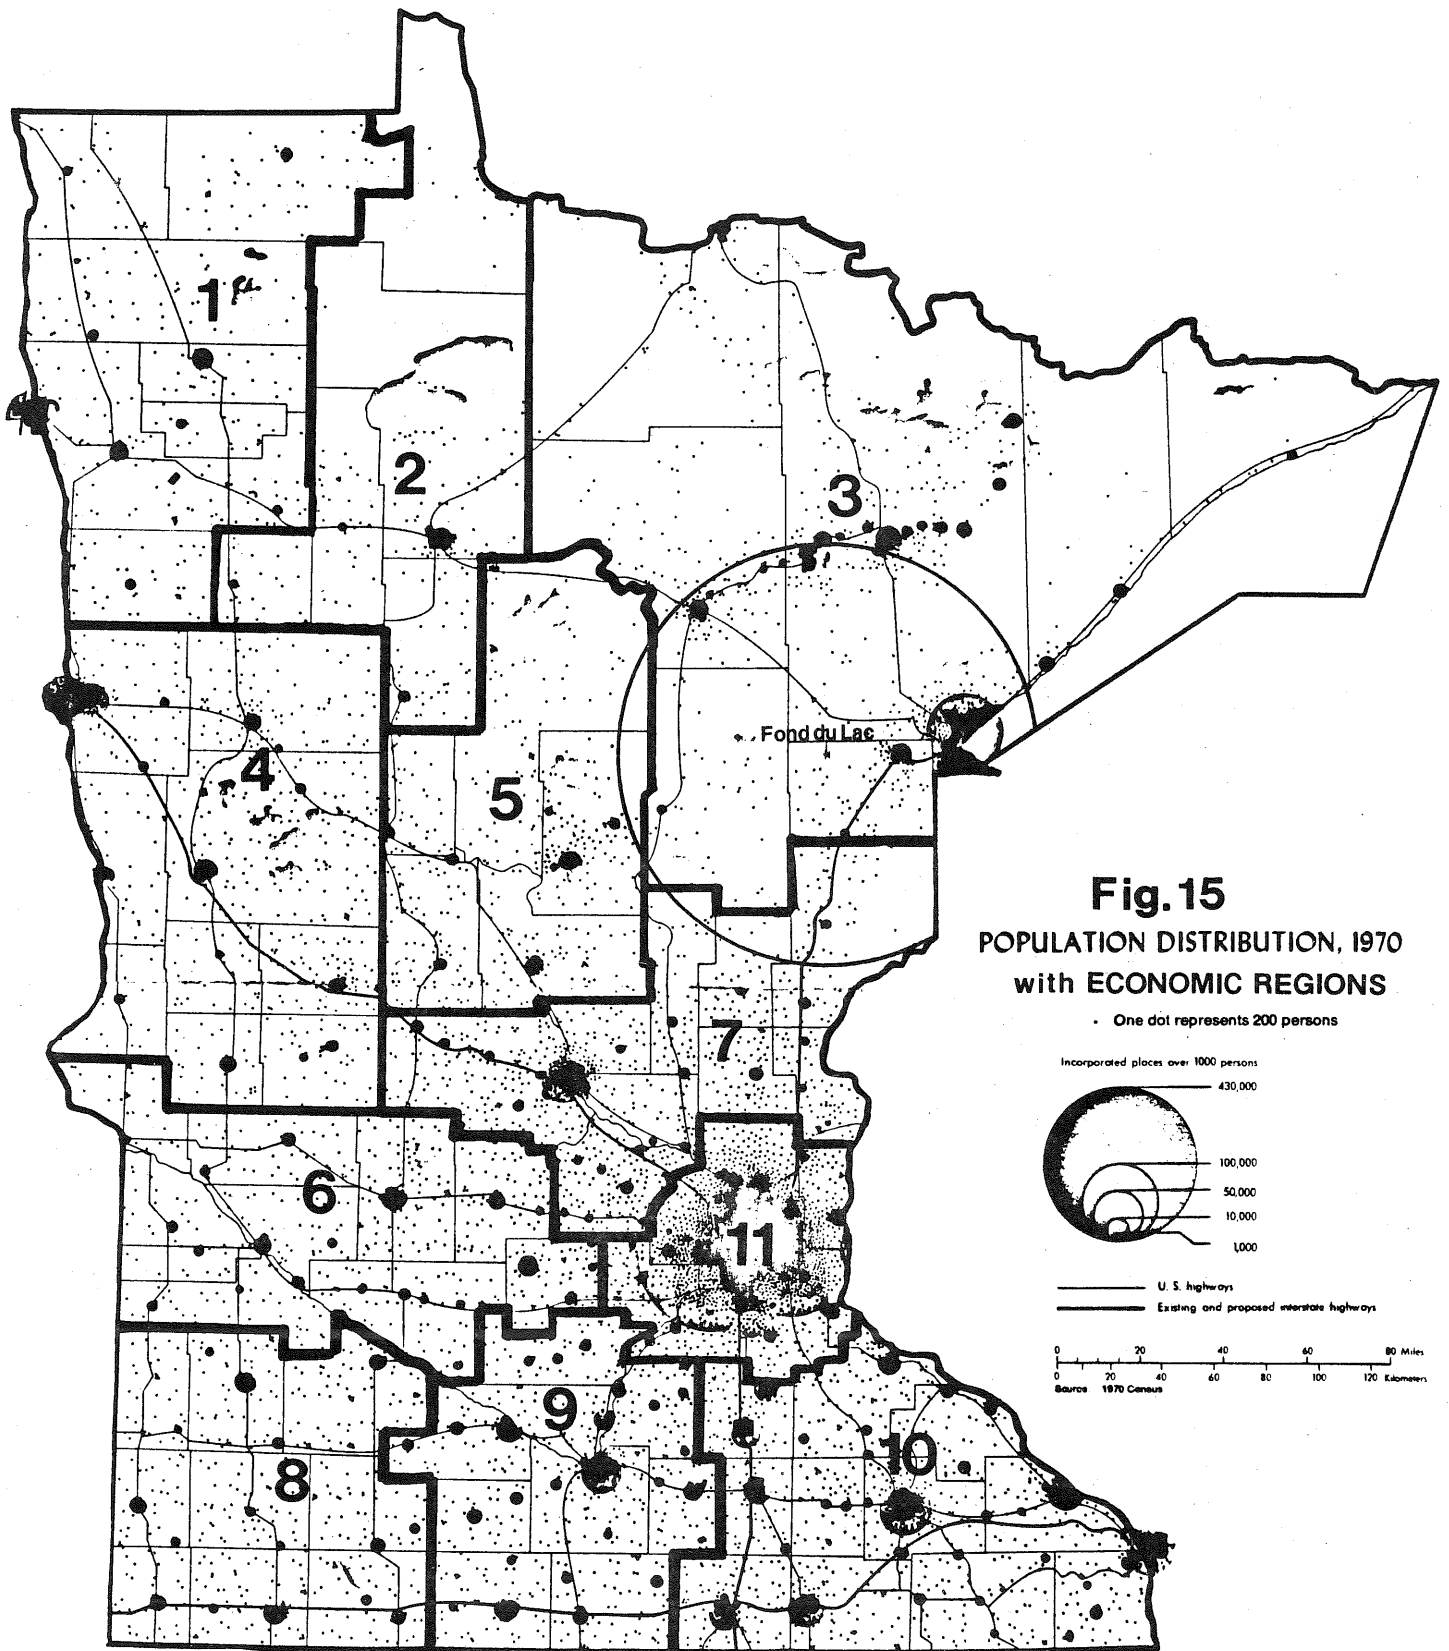 1
2
3
Fond du Lac
4
5
Fig. 15
POPULATION DISTRIBUTION, 1970
with ECONOMIC REGIONS
. One dot represents 200 persons
7
Incorporated places over 1000 persons
430,000
100,000
50,000
10,000
1,000
6
11
U. S. highways
Existing and proposed interstate highways
0 20 40 60 80 Miles
0 20 40 60 80 100 120 Kilometers
Source 1970 Census
9
10
8